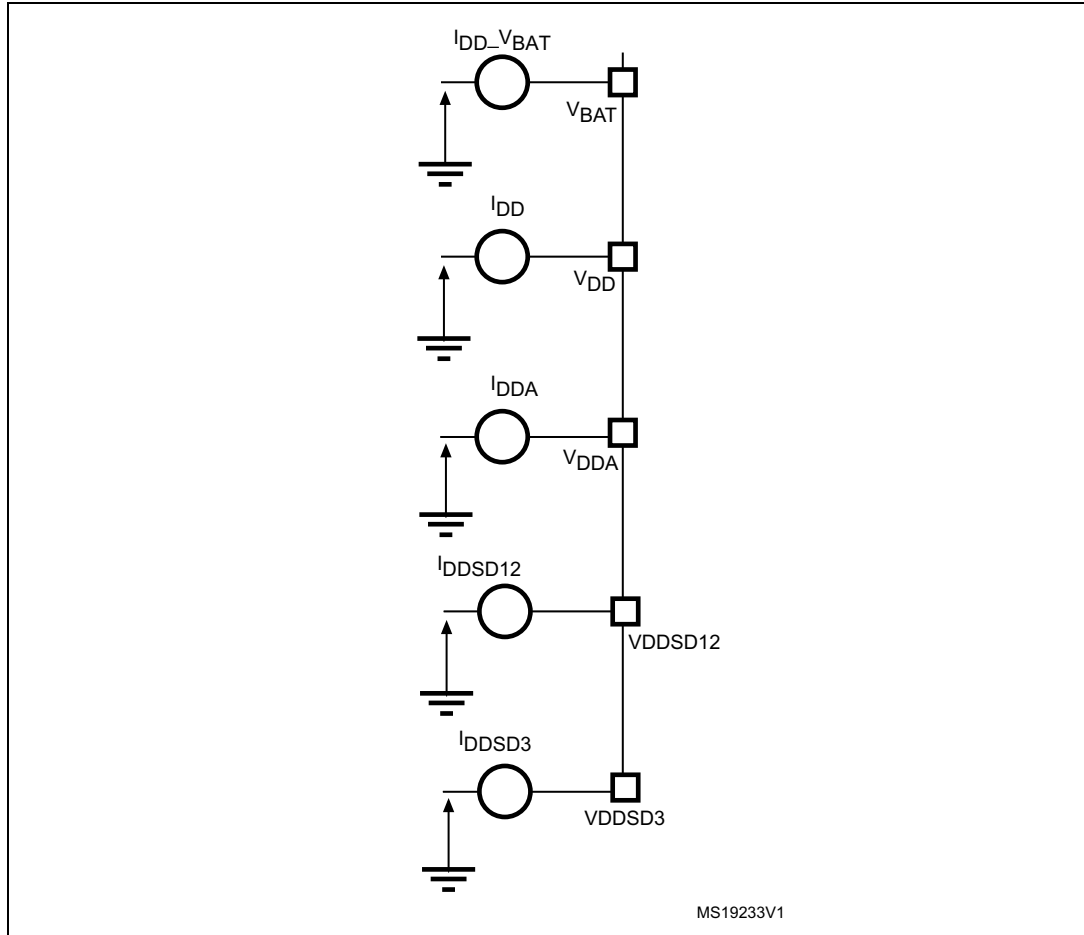 IDD_VBAT
VBAT
IDD
VDD
IDDA
VDDA
IDDSD12
VDDSD12
IDDSD3
VDDSD3
MS19233V1